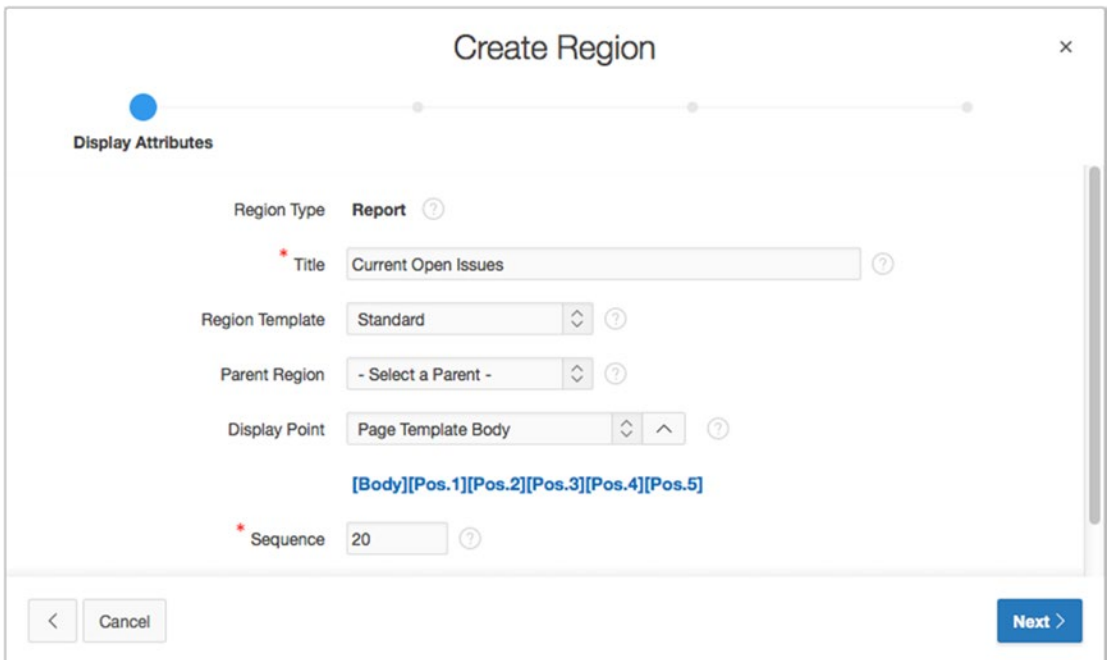 Create Region ×
Display Attributes
Region Type Report ?
* Title Current Open Issues ?
Region Template Standard ?
Parent Region - Select a Parent - ?
Display Point Page Template Body ?
[Body][Pos.1][Pos.2][Pos.3][Pos.4][Pos.5]
* Sequence 20 ?
< Cancel Next >